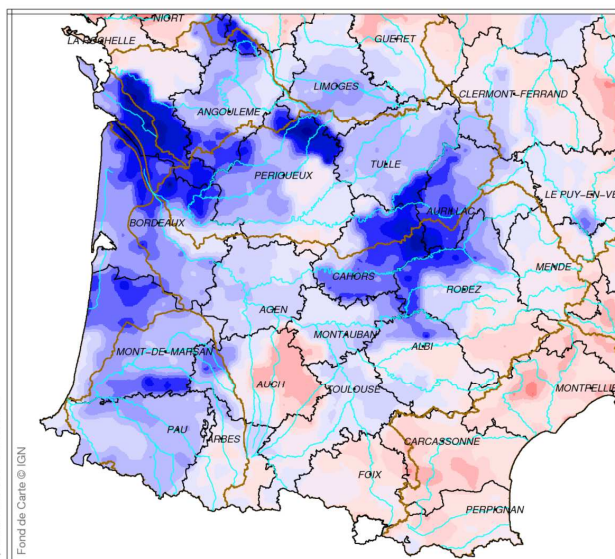 NIORT
LA ROCHELLE
GUERET
LIMOGES
CLERMONT-FERRAND
ANGOULEME
TULLE
PERIGUEUX
LE PUY-EN-VE
AURILLAC
BORDEAUX
CAHORS
MENDE
RODEZ
AGEN
MONTAUBAN
ALBI
MONT-DE-MARSAN
AUCH
TOULOUSE
MONTPELLIE
PAU
ARBES
CARCASSONNE
FOIX
PERPIGNAN
Fond de Carte © IGN